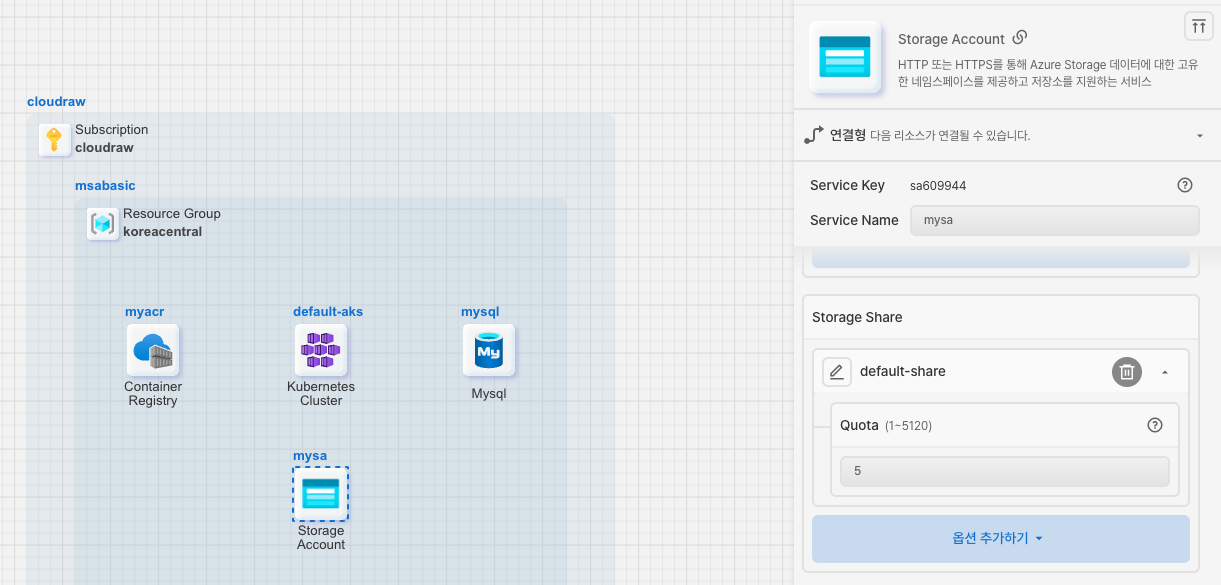 cloudraw
Subscription
cloudraw
msabasic
Resource Group
koreacentral
myacr
Container
Registry
default-aks
Kubernetes
Cluster
mysql
My
Mysql
mysa
Storage
Account
Storage Account
HTTP 또는 HTTPS를 통해 Azure Storage 데이터에 대한 고유
한 네임스페이스를 제공하고 저장소를 지원하는 서비스
연결형 다음 리소스가 연결될 수 있습니다.
Service Key sa609944
Service Name mysa
Storage Share
default-share
Quota (1~5120)
5
옵션 추가하기